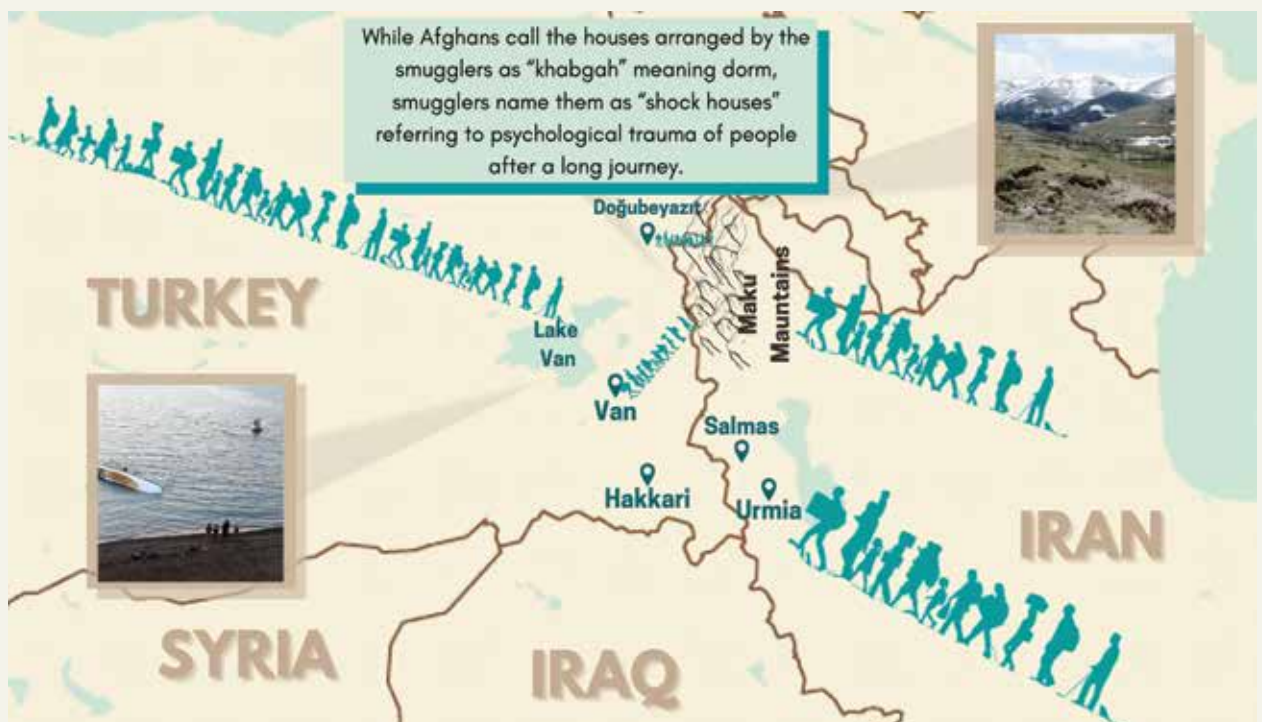 While Afghans call the houses arranged by the
smugglers as “khabgah” meaning dorm,
smugglers name them as “shock houses”
referring to psychological trauma of people
after a long journey.
Doğubeyazıt
TURKEY
Maku
Mauntains
Lake
Van
Van
Salmas
Hakkari
Urmia
IRAN
SYRIA
IRAQ